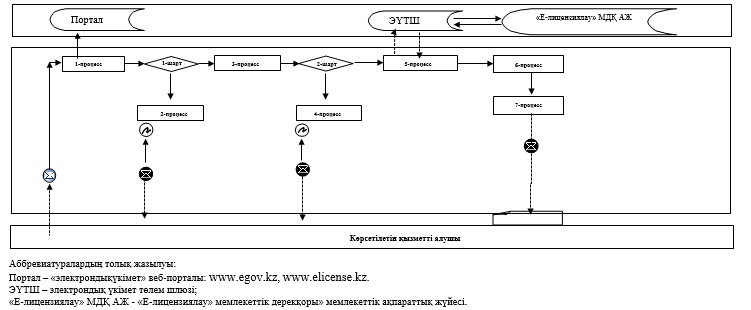 Портал
ЭҮТШ
«Е-лицензиялау» МДҚ АЖ
1-процесс
1-шарт
3-процесс
2-шарт
5-процесс
6-процесс
2-процесс
4-процесс
7-процесс
Көрсетілетін қызметті алушы
Аббревиатуралардың толық жазылуы:
Портал – «электрондықүкімет» веб-порталы: www.egov.kz, www.elicense.kz.
ЭҮТШ – электрондық үкімет төлем шлюзі;
«Е-лицензиялау» МДҚ АЖ - «Е-лицензиялау» мемлекеттік дерекқоры» мемлекеттік ақпараттық жүйесі.